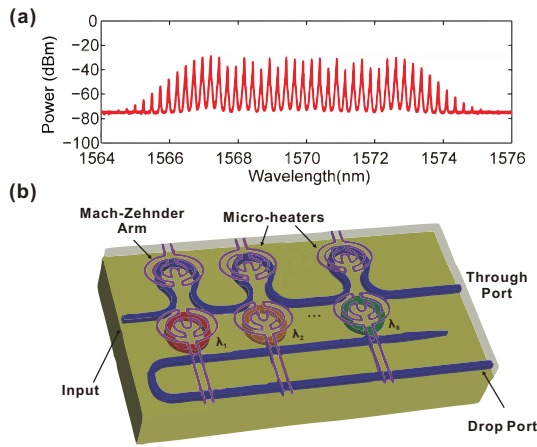 (a)
0
−20
−40
−60
−80
−100
Power (dBm)
1564 1566 1568 1570 1572 1574 1576
Wavelength(nm)
(b)
Mach-Zehnder
Arm
Micro-heaters
Through
Port
λ1 λ2 ... λ8
Input
Drop Port